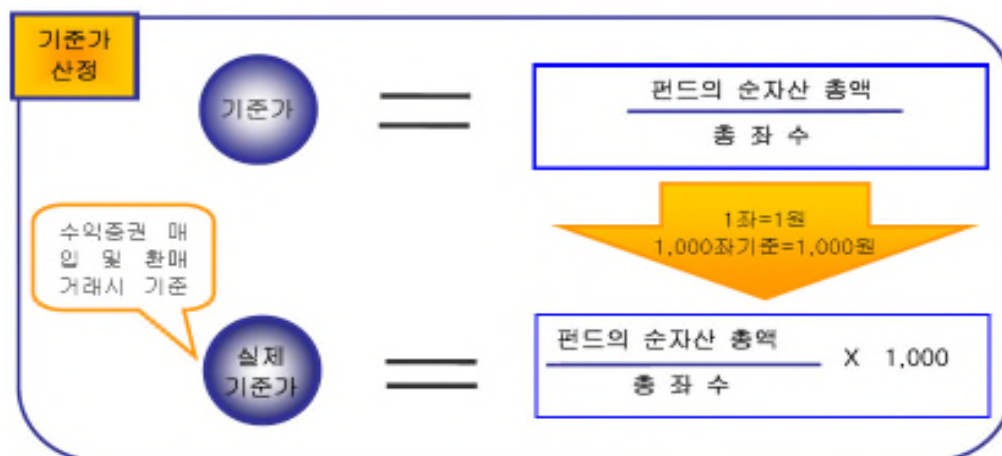 기준가
산정
기준가
펀드의 순자산 총액
총 좌 수
1좌=1원
1,000좌기준=1,000원
수익증권 매
입 및 환매
거래시 기준
실제
기준가
펀드의 순자산 총액
총 좌 수
X 1,000